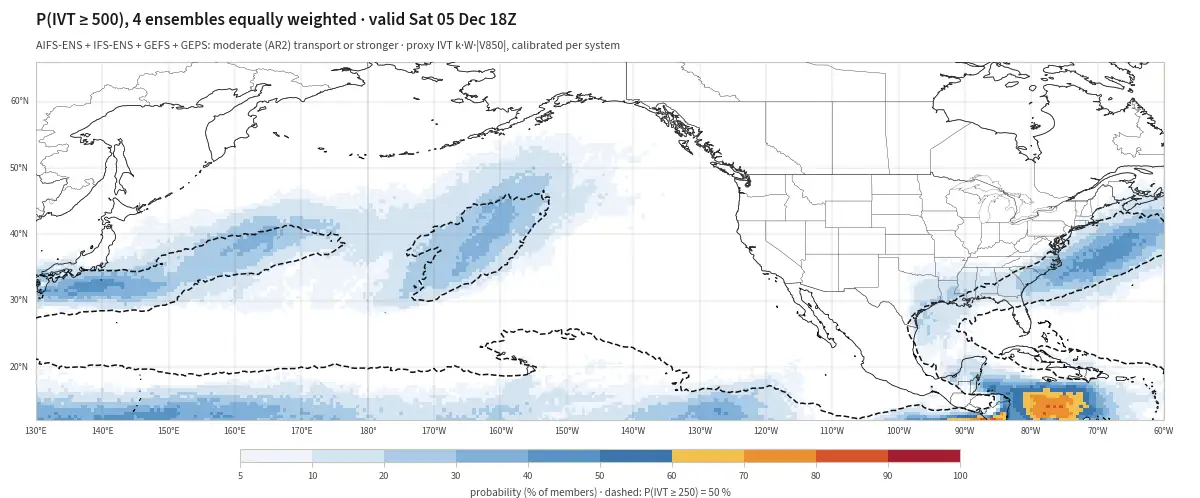 P(IVT ≥ 500), 4 ensembles equally weighted · valid Sat 05 Dec 18Z
AIFS-ENS + IFS-ENS + GEFS + GEPS: moderate (AR2) transport or stronger · proxy IVT k·W·|V850|, calibrated per system
60°N
50°N
40°N
30°N
20°N
130°E 140°E 150°E 160°E 170°E 180° 170°W 160°W 150°W 140°W 130°W 120°W 110°W 100°W 90°W 80°W 70°W 60°W
5 10 20 30 40 50 60 70 80 90 100
probability (% of members) · dashed: P(IVT ≥ 250) = 50 %